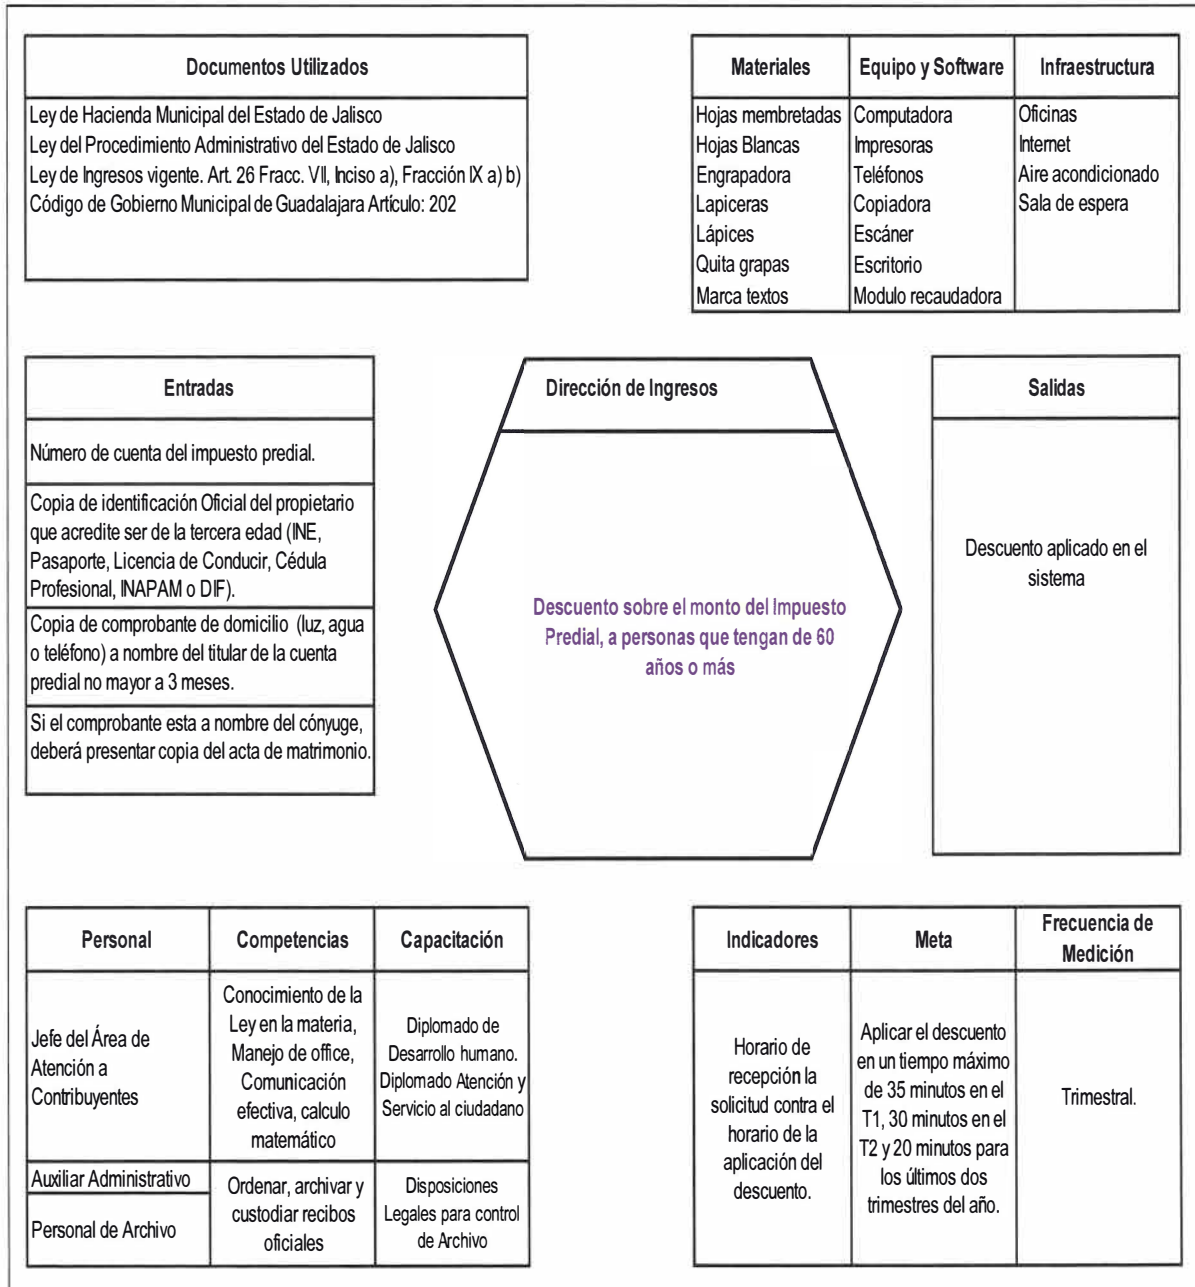 Documentos Utilizados
Ley de Hacienda Municipal del Estado de Jalisco
Ley del Procedimiento Administrativo del Estado de Jalisco
Ley de Ingresos vigente. Art. 26 Fracc. VII, Inciso a), Fracción IX a) b)
Código de Gobierno Municipal de Guadalajara Artículo: 202
Materiales
Hojas membretadas
Hojas Blancas
Engrapadora
Lapiceras
Lápices
Quita grapas
Marca textos
Equipo y Software
Computadora
Impresoras
Teléfonos
Copiadora
Escáner
Escritorio
Modulo recaudadora
Infraestructura
Oficinas
Internet
Aire acondicionado
Sala de espera
Entradas
Número de cuenta del impuesto predial.
Copia de identificación Oficial del propietario
que acredite ser de la tercera edad (INE,
Pasaporte, Licencia de Conducir, Cédula
Profesional, INAPAM o DIF).
Copia de comprobante de domicilio (luz, agua
o teléfono) a nombre del titular de la cuenta
predial no mayor a 3 meses.
Si el comprobante esta a nombre del cónyuge,
deberá presentar copia del acta de matrimonio.
Dirección de Ingresos
Descuento sobre el monto del Impuesto
Predial, a personas que tengan de 60
años o más
Salidas
Descuento aplicado en el
sistema
Personal
Competencias
Capacitación
Jefe del Área de
Atención a
Contribuyentes
Conocimiento de la
Ley en la materia,
Manejo de office,
Comunicación
efectiva, calculo
matemático
Diplomado de
Desarrollo humano.
Diplomado Atención y
Servicio al ciudadano
Auxiliar Administrativo
Personal de Archivo
Ordenar, archivar y
custodiar recibos
oficiales
Disposiciones
Legales para control
de Archivo
Indicadores
Meta
Frecuencia de
Medición
Horario de
recepción la
solicitud contra el
horario de la
aplicación del
descuento.
Aplicar el descuento
en un tiempo máximo
de 35 minutos en el
T1, 30 minutos en el
T2 y 20 minutos para
los últimos dos
trimestres del año.
Trimestral.